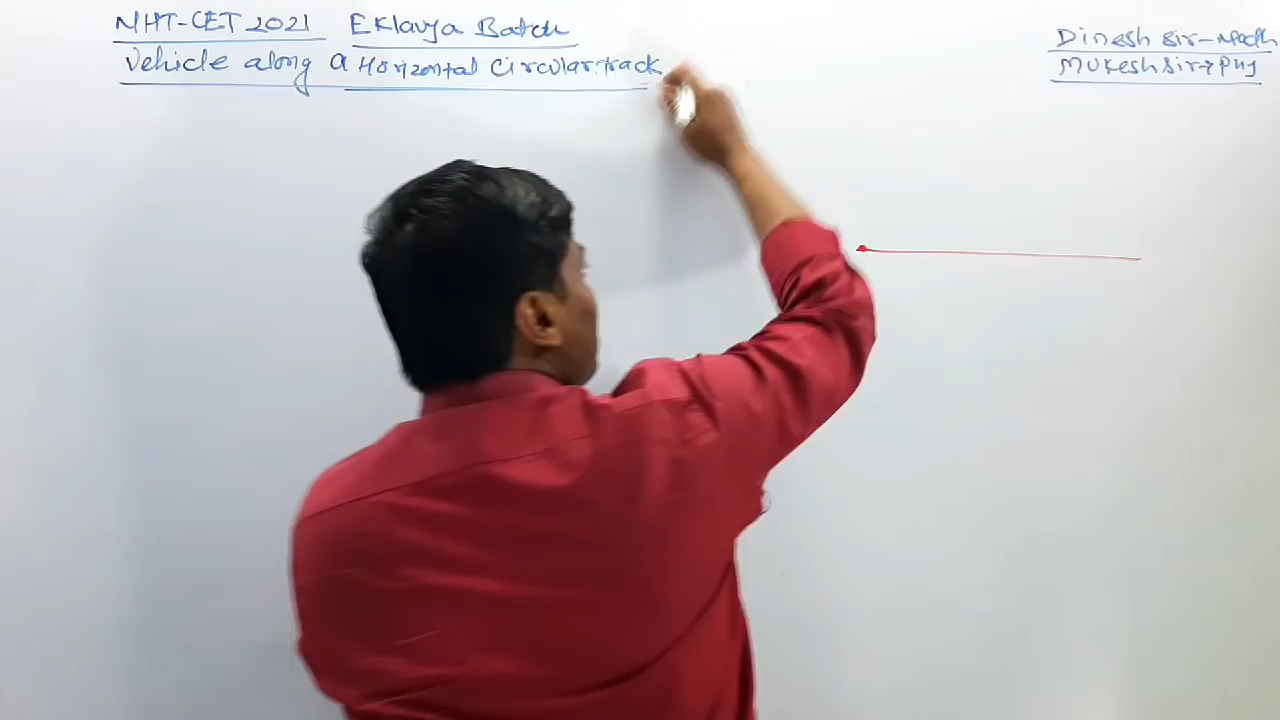 MHT-CET 2021 Eklavya Batch
Vehicle along a Horizontal Circular track
Dinesh Sir-Math
Mukesh Sir→Phy